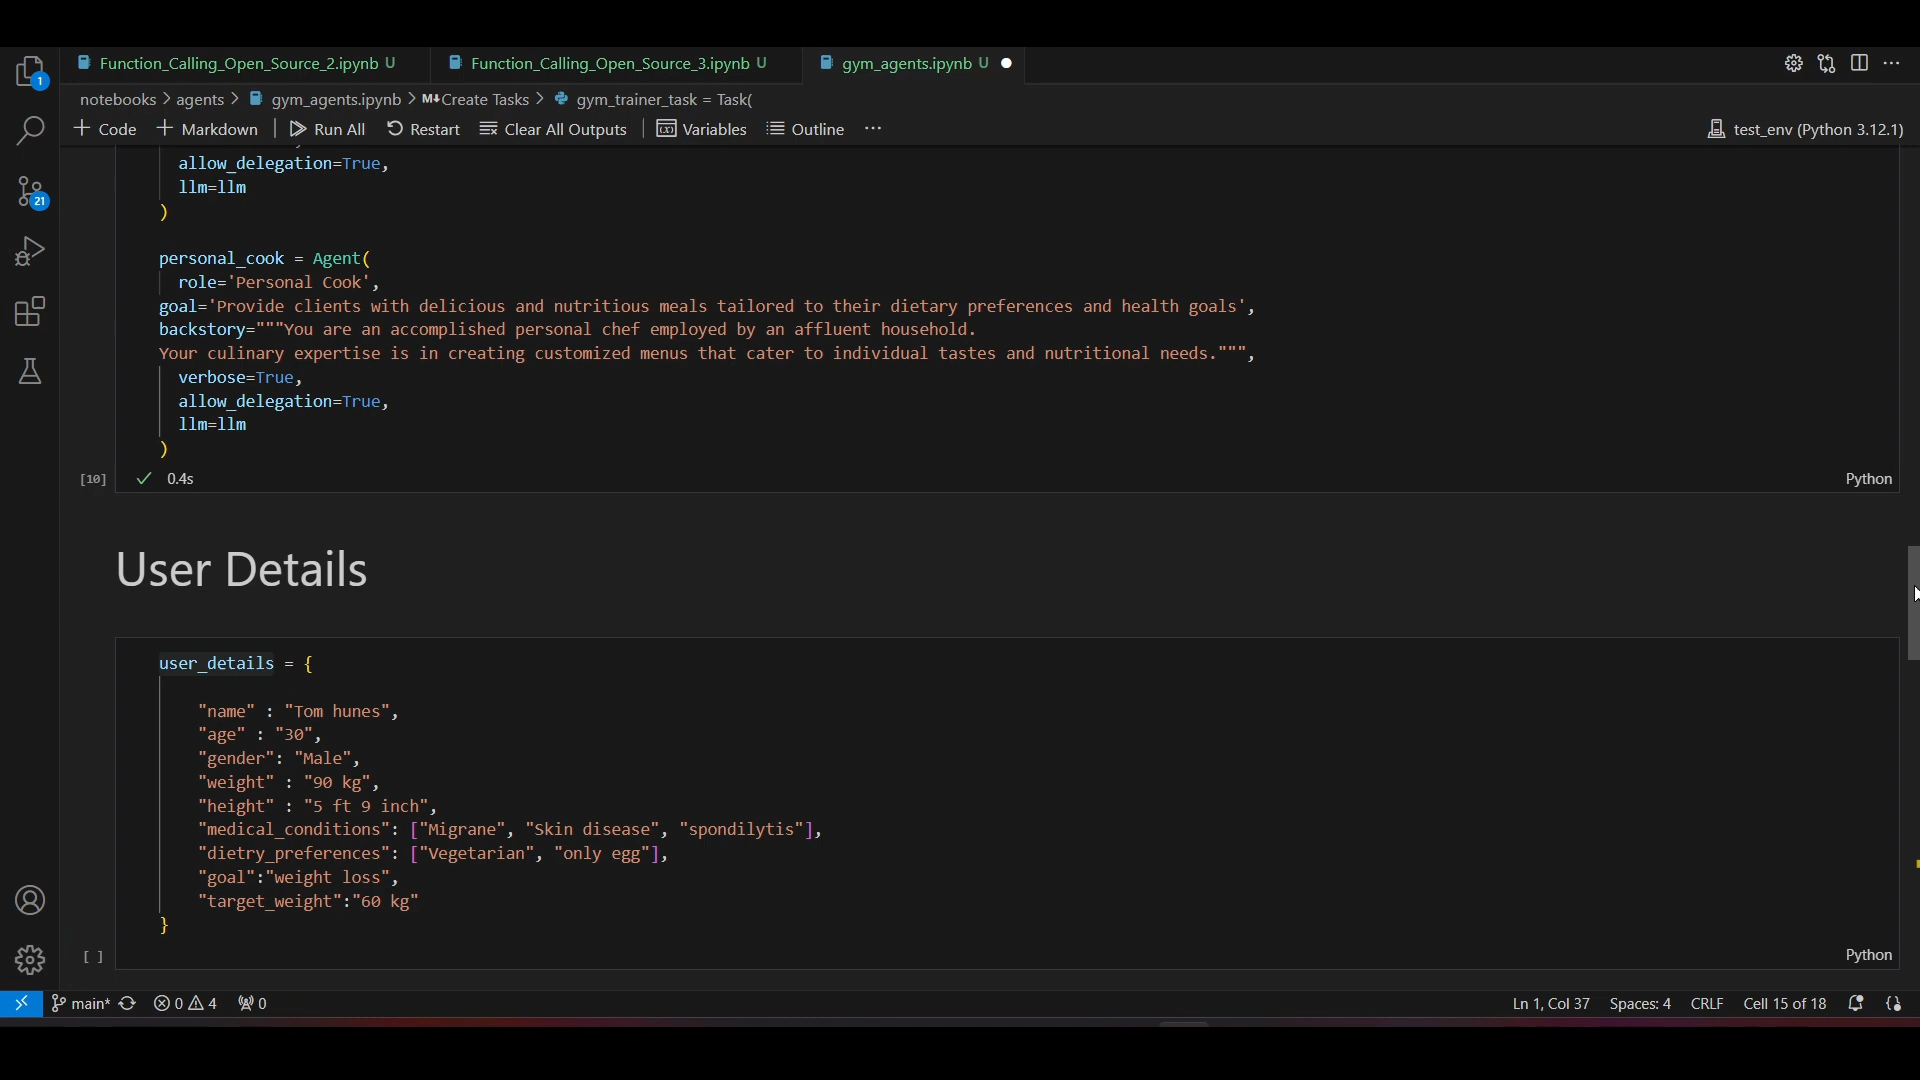 Function_Calling_Open_Source_2.ipynb U
Function_Calling_Open_Source_3.ipynb U
gym_agents.ipynb U
1
notebooks > agents > gym_agents.ipynb > M↓Create Tasks > gym_trainer_task = Task(
+ Code + Markdown | Run All Restart Clear All Outputs | Variables Outline ...
test_env (Python 3.12.1)
allow_delegation=True,
llm=llm
)
21
personal_cook = Agent(
role='Personal Cook',
goal='Provide clients with delicious and nutritious meals tailored to their dietary preferences and health goals',
backstory="""You are an accomplished personal chef employed by an affluent household.
Your culinary expertise is in creating customized menus that cater to individual tastes and nutritional needs.""",
verbose=True,
allow_delegation=True,
llm=llm
)
[10] ✓ 0.4s
Python
User Details
user_details = {
"name" : "Tom hunes",
"age" : "30",
"gender": "Male",
"weight" : "90 kg",
"height" : "5 ft 9 inch",
"medical_conditions": ["Migrane", "Skin disease", "spondilytis"],
"dietry_preferences": ["Vegetarian", "only egg"],
"goal":"weight loss",
"target_weight":"60 kg"
}
[ ]
Python
main* 0 4 0
Ln 1, Col 37 Spaces: 4 CRLF Cell 15 of 18